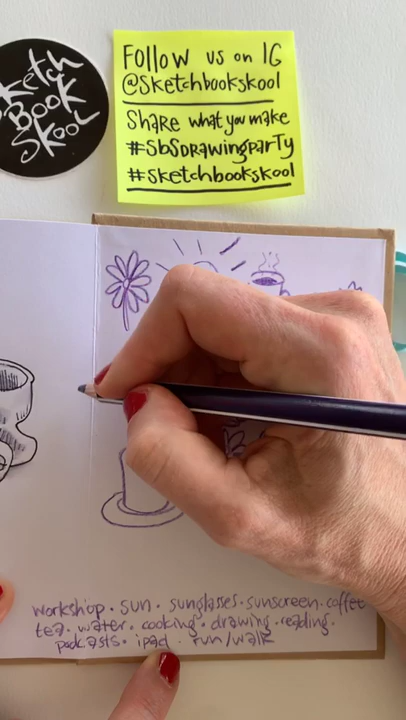 Sketch
Book
Skool
Follow us on IG
@Sketchbookskool
Share what you make
#SbSDrawingParTy
#sketchbookskool
workshop · sun · sunglasses · sunscreen · coffee
tea · water · cooking · drawing · reading ·
podcasts · ipad · run/walk